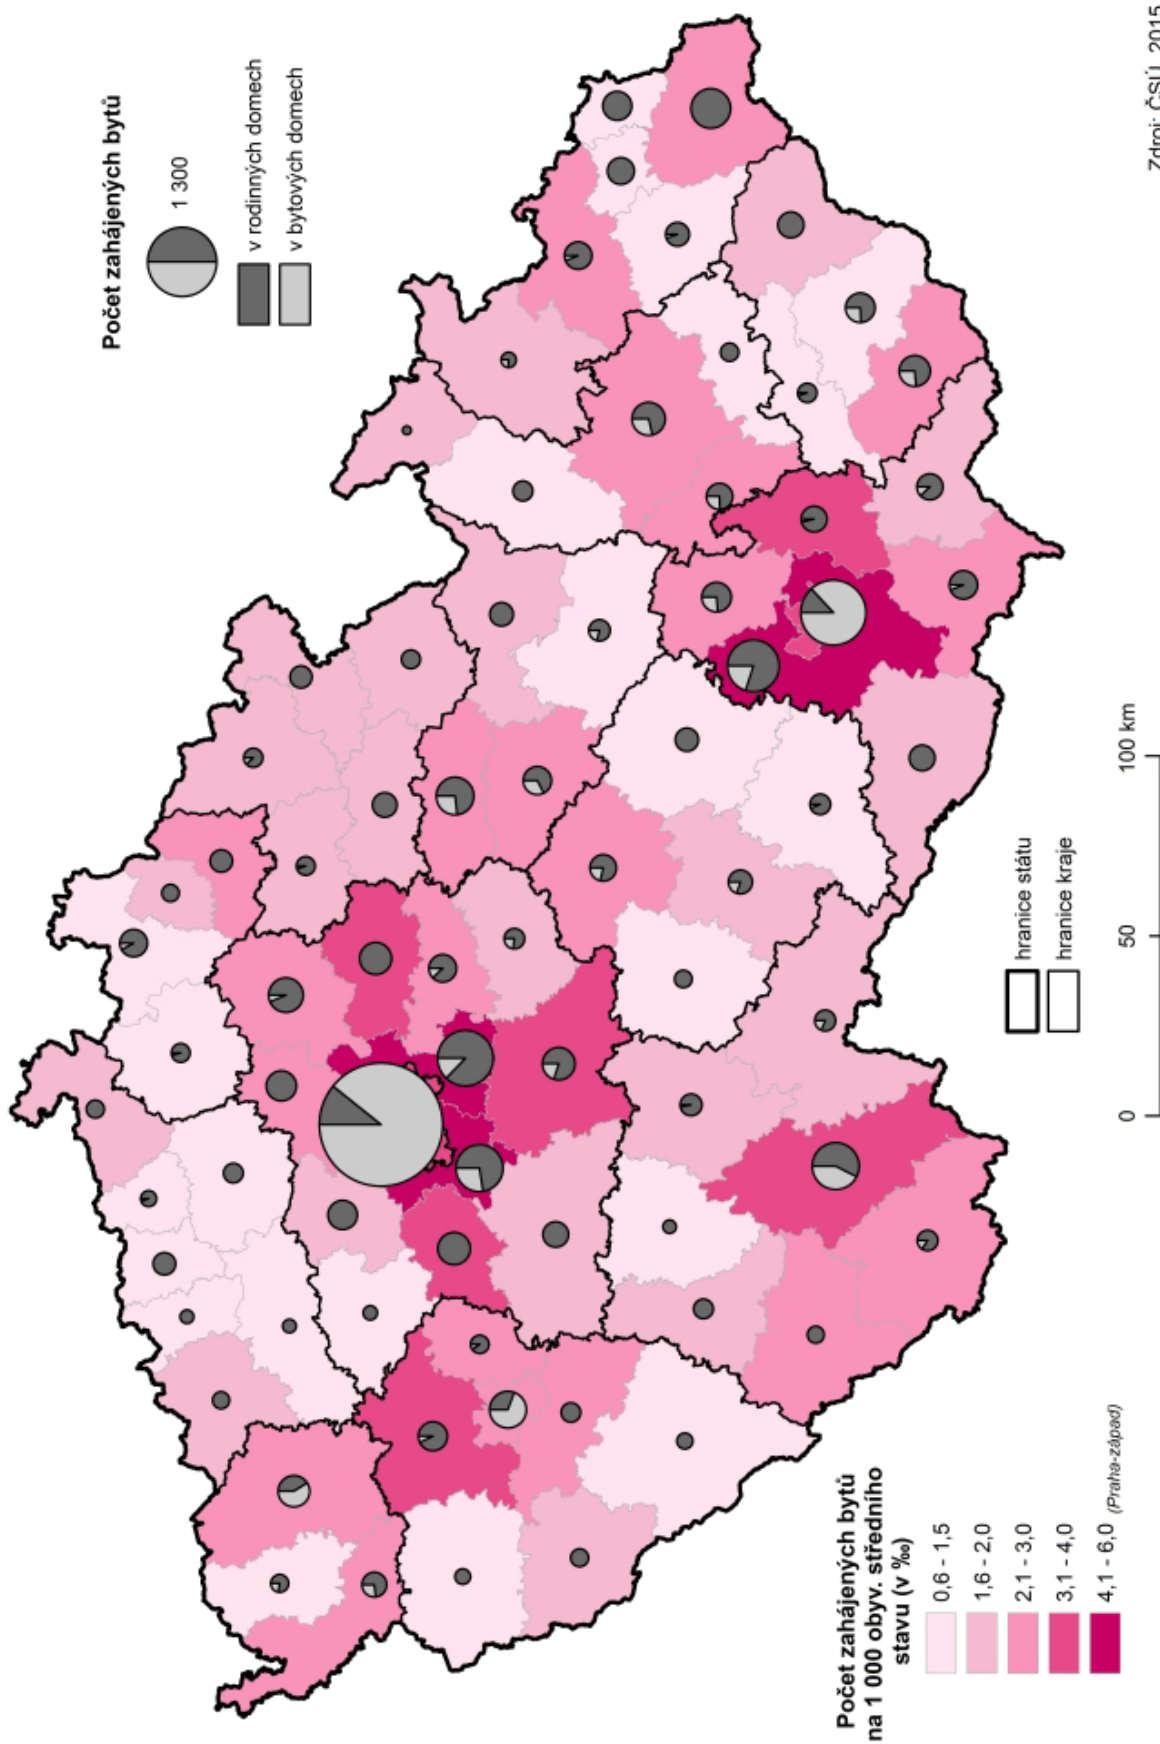 Počet zahájených bytů
1 300
v rodinných domech
v bytových domech
Počet zahájených bytů
na 1 000 obyv. středního
stavu (v ‰)
0,6 - 1,5
1,6 - 2,0
2,1 - 3,0
3,1 - 4,0
4,1 - 6,0 (Praha-západ)
hranice státu
hranice kraje
0 50 100 km
Zdroj: ČSÚ, 2015